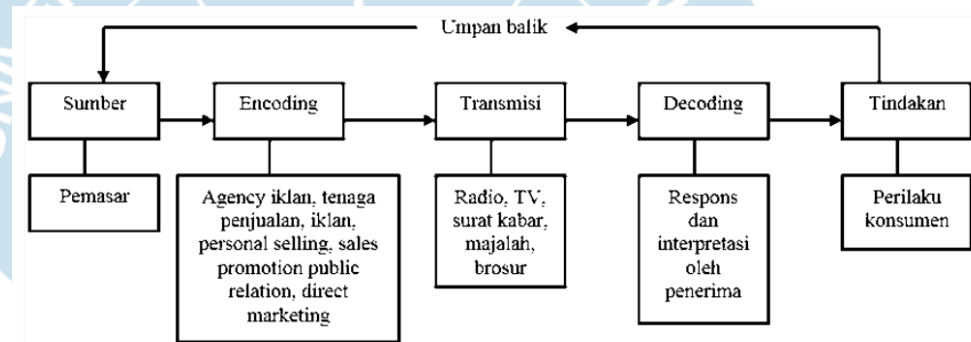 Umpan balik
Sumber
Encoding
Transmisi
Decoding
Tindakan
Pemasar
Agency iklan, tenaga
penjualan, iklan,
personal selling, sales
promotion public
relation, direct
marketing
Radio, TV,
surat kabar,
majalah,
brosur
Respons
dan
interpretasi
oleh
penerima
Perilaku
konsumen